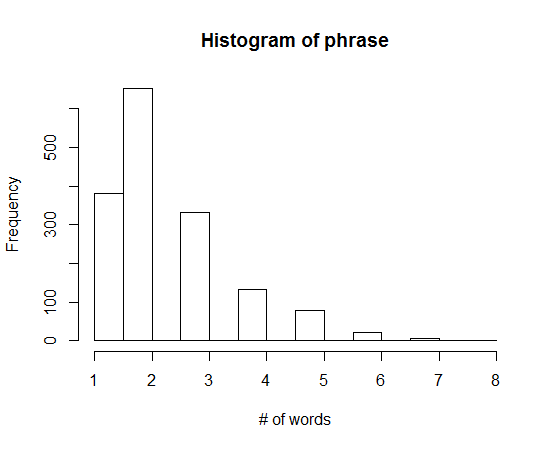 Histogram of phrase
Frequency
500
300
100
0
1 2 3 4 5 6 7 8
# of words